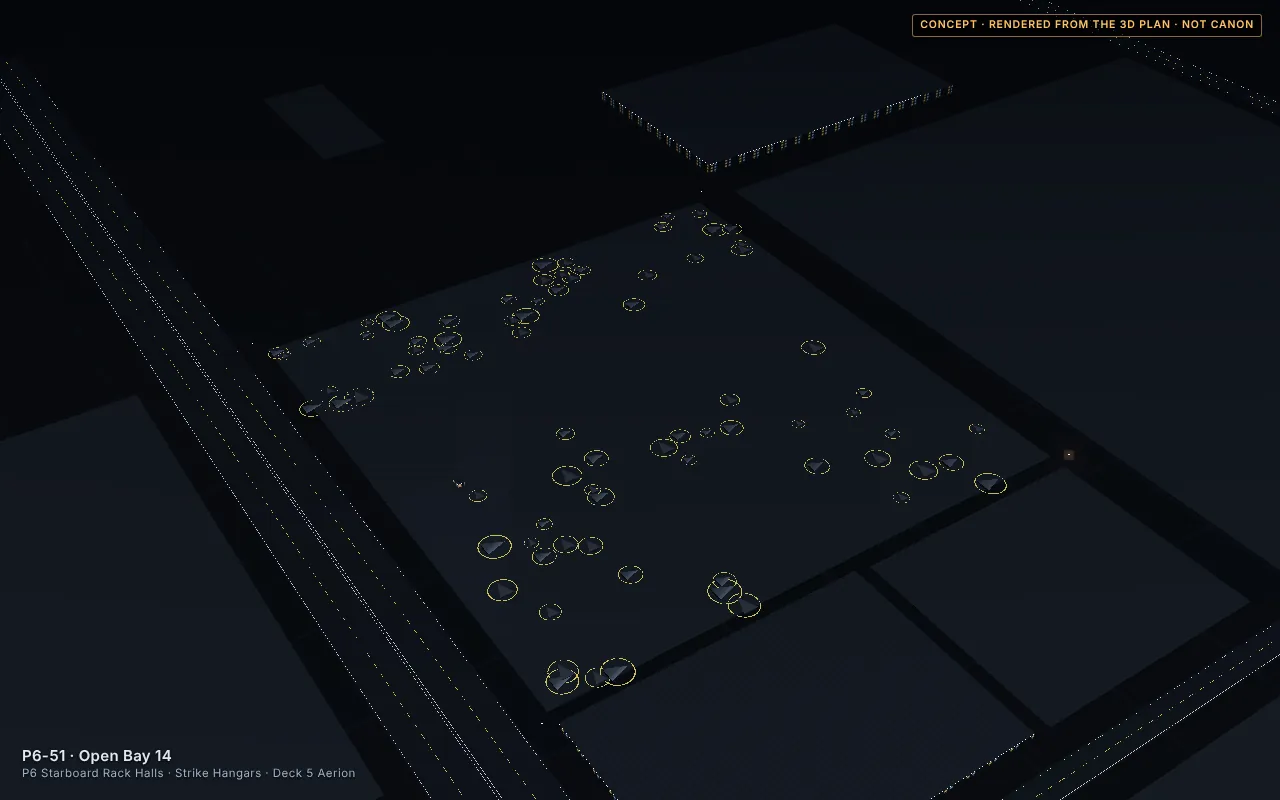 CONCEPT · RENDERED FROM THE 3D PLAN · NOT CANON
P6-51 · Open Bay 14
P6 Starboard Rack Halls · Strike Hangars · Deck 5 Aerion